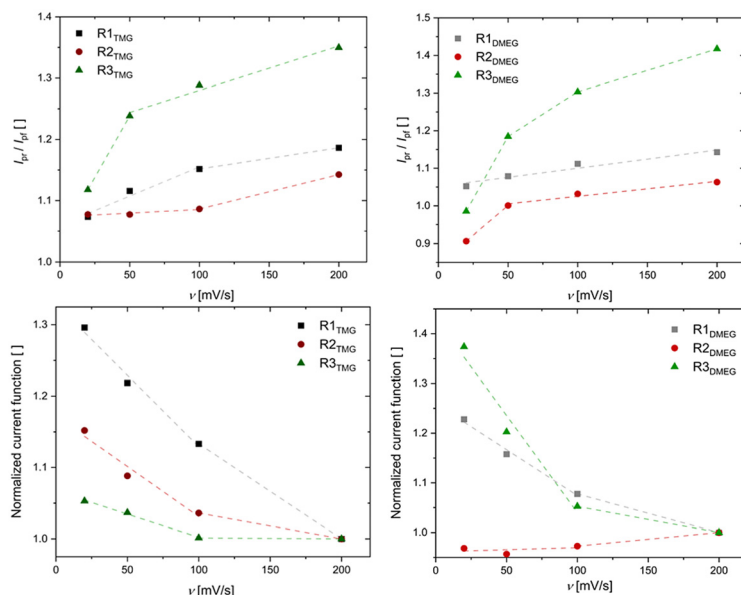 R1TMG
R2TMG
R3TMG
Ipr / Ipf [ ]
1.4
1.3
1.2
1.1
1.0
0 50 100 150 200
ν [mV/s]
R1DMEG
R2DMEG
R3DMEG
Ipr / Ipf [ ]
1.5
1.4
1.3
1.2
1.1
1.0
0.9
0 50 100 150 200
ν [mV/s]
R1TMG
R2TMG
R3TMG
Normalized current function [ ]
1.3
1.2
1.1
1.0
0 50 100 150 200
ν [mV/s]
R1DMEG
R2DMEG
R3DMEG
Normalized current function [ ]
1.4
1.3
1.2
1.1
1.0
0 50 100 150 200
ν [mV/s]